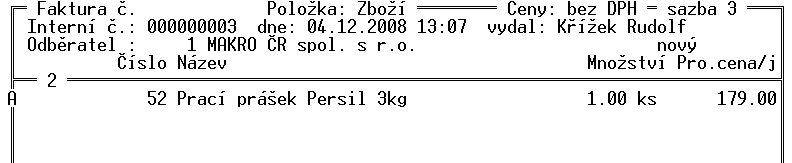 Faktura č. Položka: Zboží Ceny: bez DPH = sazba 3
Interní č.: 000000003 dne: 04.12.2008 13:07 vydal: Křížek Rudolf
Odběratel : 1 MAKRO ČR spol. s r.o. nový
Číslo Název Množství Pro.cena/j
2
A 52 Prací prášek Persil 3kg 1.00 ks 179.00